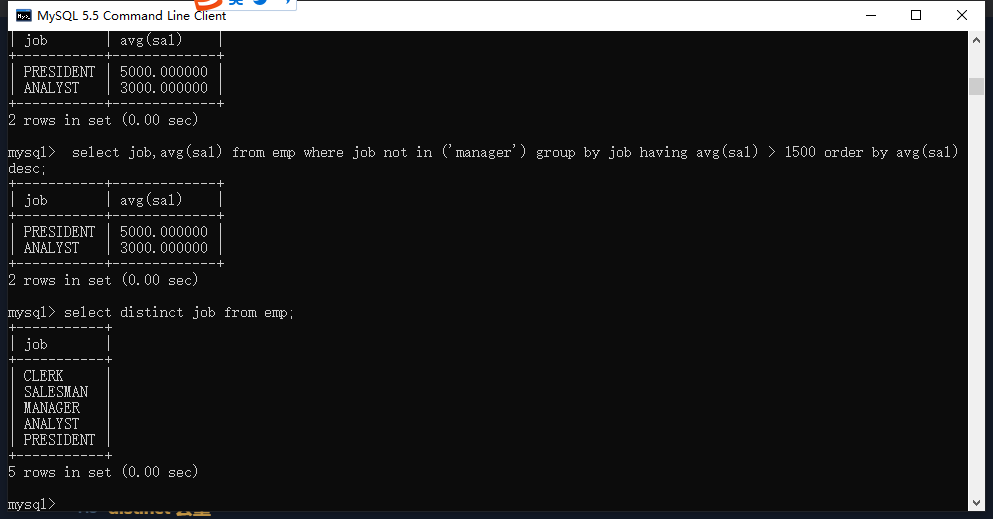 英
MySQL 5.5 Command Line Client
| job | avg(sal) |
+-----------+-------------+
| PRESIDENT | 5000.000000 |
| ANALYST | 3000.000000 |
+-----------+-------------+
2 rows in set (0.00 sec)
mysql>  select job,avg(sal) from emp where job not in ('manager') group by job having avg(sal) > 1500 order by avg(sal)
desc;
+-----------+-------------+
| job | avg(sal) |
+-----------+-------------+
| PRESIDENT | 5000.000000 |
| ANALYST | 3000.000000 |
+-----------+-------------+
2 rows in set (0.00 sec)
mysql> select distinct job from emp;
+-----------+
| job |
+-----------+
| CLERK |
| SALESMAN |
| MANAGER |
| ANALYST |
| PRESIDENT |
+-----------+
5 rows in set (0.00 sec)
mysql>
distinct